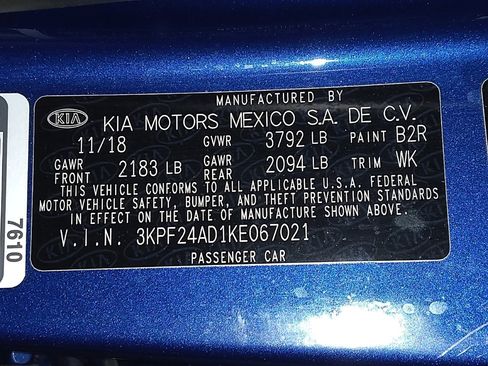 MANUFACTURED BY
KIA KIA MOTORS MEXICO S.A. DE C.V.
11/18 GVWR 3792 LB PAINT B2R
GAWR FRONT 2183 LB GAWR REAR 2094 LB TRIM WK
THIS VEHICLE CONFORMS TO ALL APPLICABLE U.S.A. FEDERAL
MOTOR VEHICLE SAFETY, BUMPER, AND THEFT PREVENTION STANDARDS
IN EFFECT ON THE DATE OF MANUFACTURE SHOWN ABOVE.
V.I.N. 3KPF24AD1KE067021
PASSENGER CAR
7610